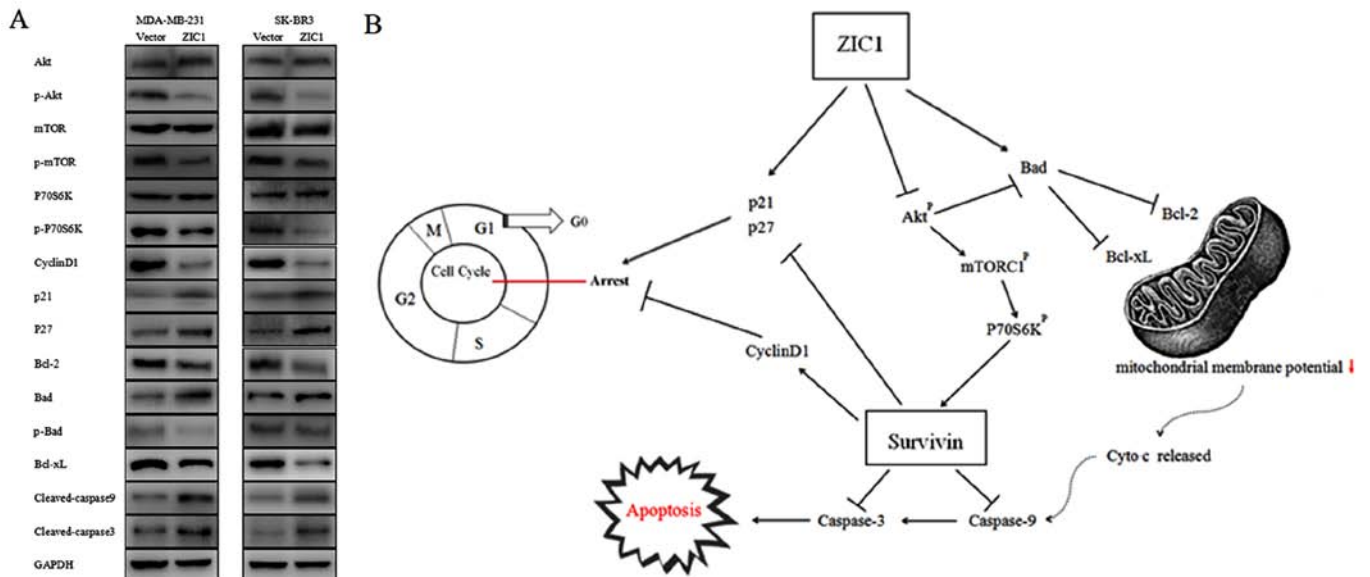 A
MDA-MB-231 SK-BR3
Vector ZIC1 Vector ZIC1
Akt
p-Akt
mTOR
p-mTOR
P70S6K
p-P70S6K
CyclinD1
p21
P27
Bcl-2
Bad
p-Bad
Bcl-xL
Cleaved-caspase9
Cleaved-caspase3
GAPDH
B
ZIC1
Bad
p21
p27
Akt P
Bcl-2
Bcl-xL
mTORC1 P
P70S6K P
G1
G0
M
Cell Cycle
G2
S
Arrest
CyclinD1
mitochondrial membrane potential ↓
Survivin
Cyto c released
Apoptosis
Caspase-3
Caspase-9